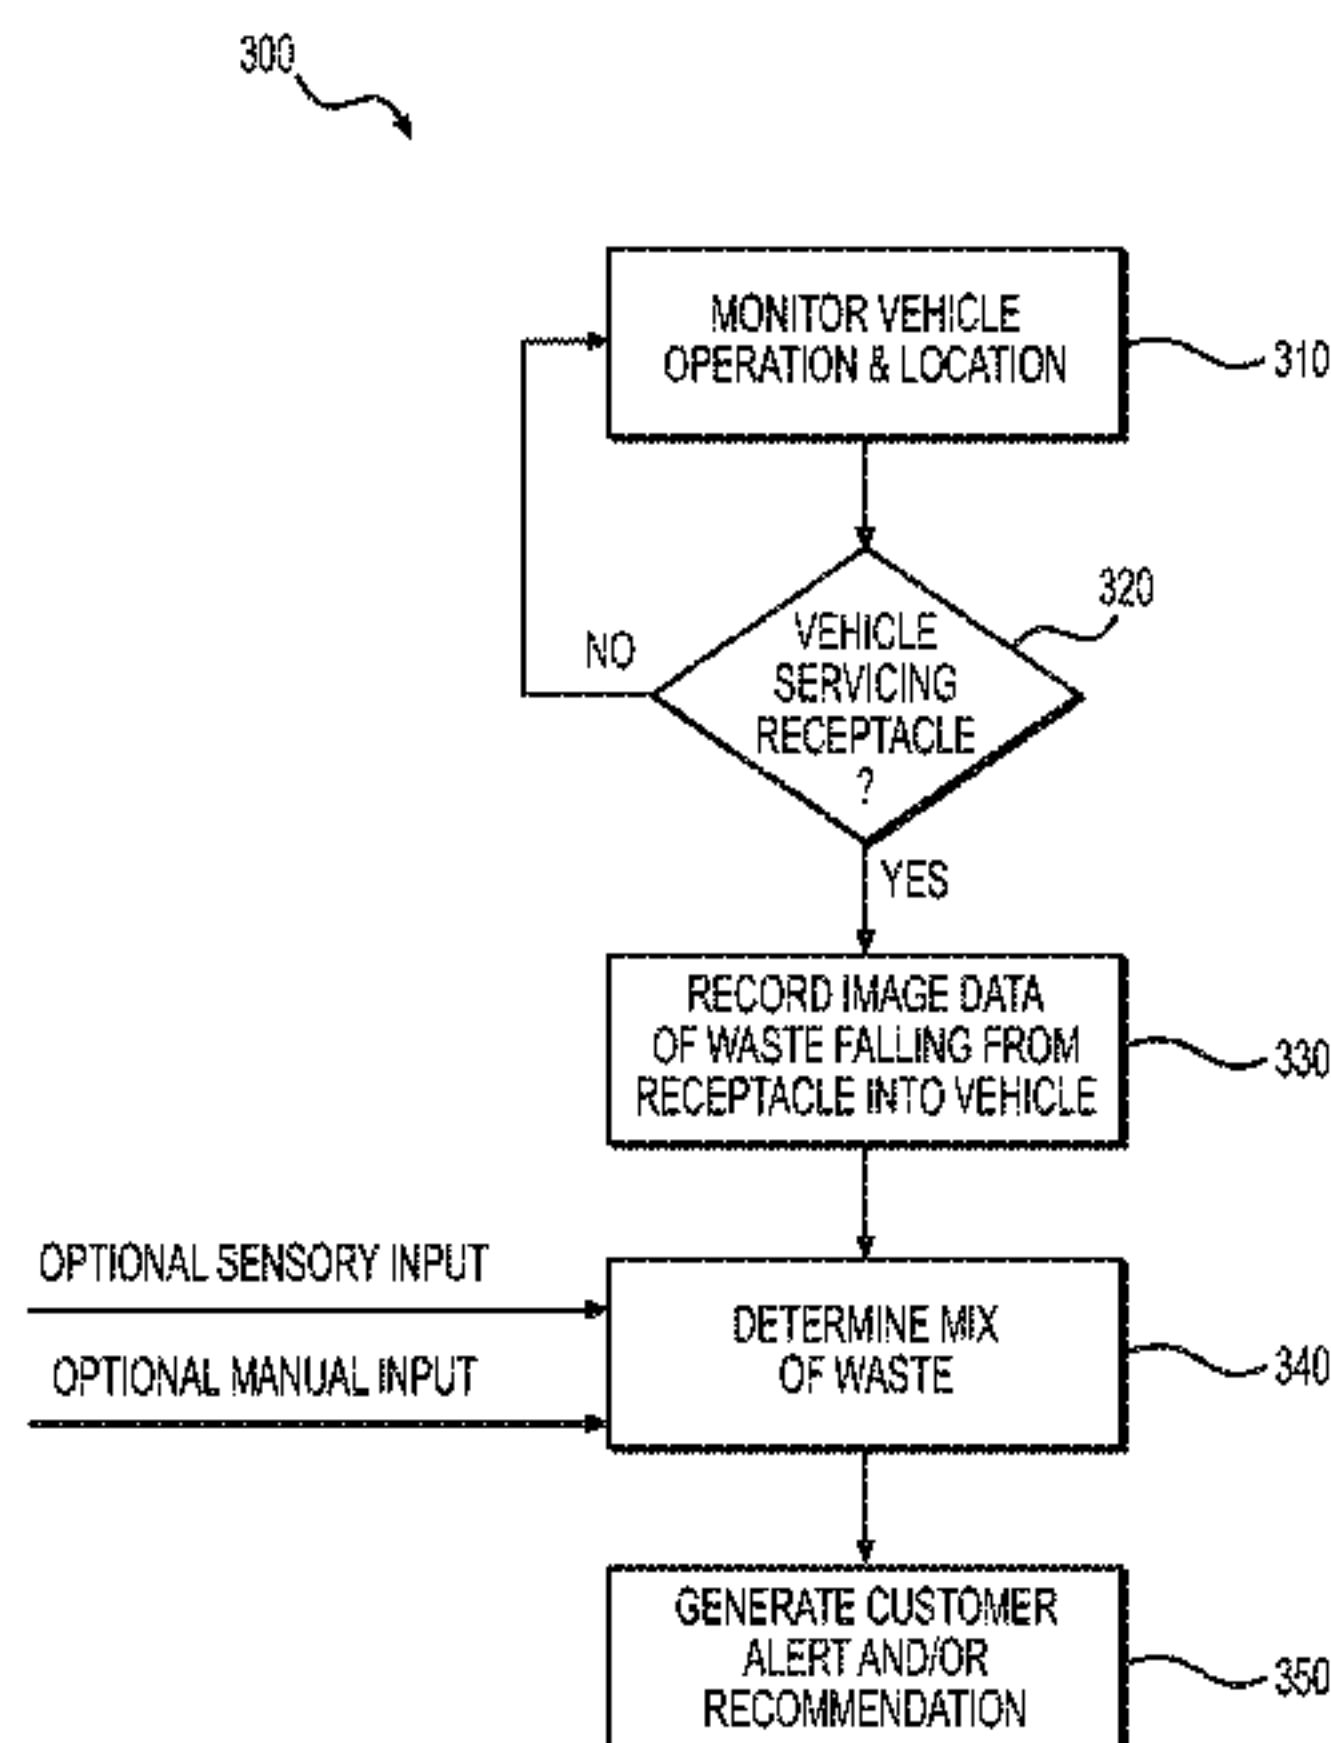 300
MONITOR VEHICLE
OPERATION & LOCATION
310
320
VEHICLE
SERVICING
RECEPTACLE
?
NO
YES
RECORD IMAGE DATA
OF WASTE FALLING FROM
RECEPTACLE INTO VEHICLE
330
OPTIONAL SENSORY INPUT
OPTIONAL MANUAL INPUT
DETERMINE MIX
OF WASTE
340
GENERATE CUSTOMER
ALERT AND/OR
RECOMMENDATION
350